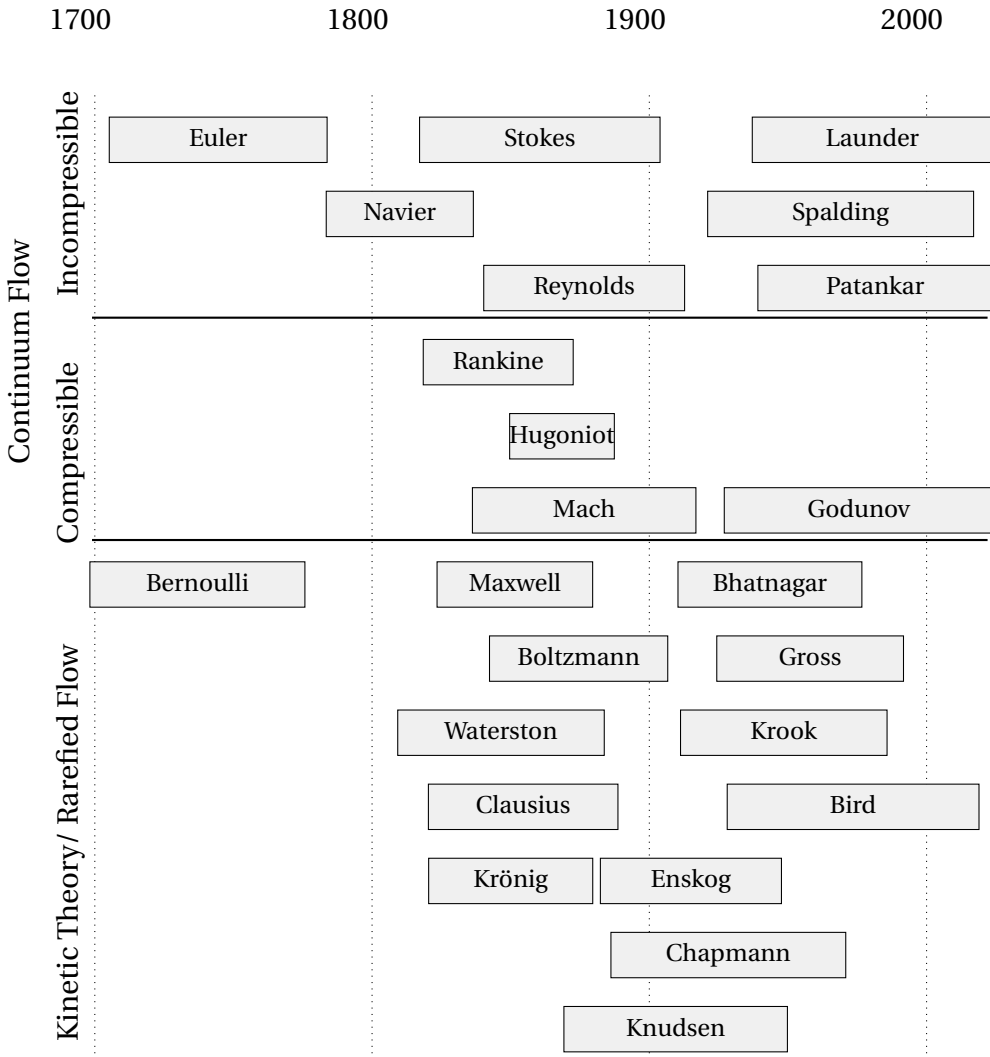 1700 1800 1900 2000
Continuum Flow
Incompressible
Euler Stokes Launder
Navier Spalding
Reynolds Patankar
Compressible
Rankine
Hugoniot
Mach Godunov
Kinetic Theory/ Rarefied Flow
Bernoulli Maxwell Bhatnagar
Boltzmann Gross
Waterston Krook
Clausius Bird
Krönig Enskog
Chapmann
Knudsen